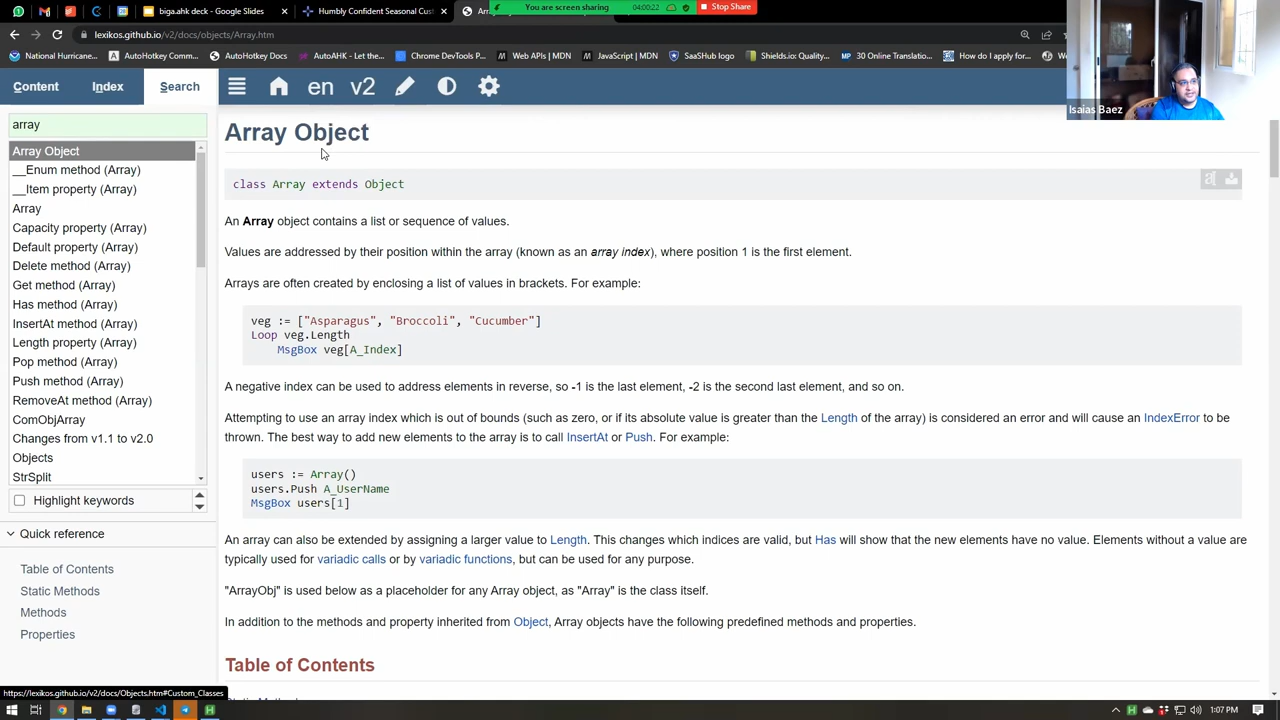 biga.ahk deck - Google Slides
Humbly Confident Seasonal Cus
You are screen sharing
04:00:22
Stop Share
lexikos.github.io/v2/docs/objects/Array.htm
National Hurricane...
AutoHotkey Comm...
AutoHotkey Docs
AutoAHK - Let the...
Chrome DevTools P...
Web APIs | MDN
JavaScript | MDN
SaaSHub logo
Shields.io: Quality...
30 Online Translatio...
How do I apply for...
Isaias Baez
Content
Index
Search
en
v2
array
Array Object
__Enum method (Array)
__Item property (Array)
Array
Capacity property (Array)
Default property (Array)
Delete method (Array)
Get method (Array)
Has method (Array)
InsertAt method (Array)
Length property (Array)
Pop method (Array)
Push method (Array)
RemoveAt method (Array)
ComObjArray
Changes from v1.1 to v2.0
Objects
StrSplit
Highlight keywords
Quick reference
Table of Contents
Static Methods
Methods
Properties
Array Object
class Array extends Object
An Array object contains a list or sequence of values.
Values are addressed by their position within the array (known as an array index), where position 1 is the first element.
Arrays are often created by enclosing a list of values in brackets. For example:
veg := ["Asparagus", "Broccoli", "Cucumber"]
Loop veg.Length
MsgBox veg[A_Index]
A negative index can be used to address elements in reverse, so -1 is the last element, -2 is the second last element, and so on.
Attempting to use an array index which is out of bounds (such as zero, or if its absolute value is greater than the Length of the array) is considered an error and will cause an IndexError to be
thrown. The best way to add new elements to the array is to call InsertAt or Push. For example:
users := Array()
users.Push A_UserName
MsgBox users[1]
An array can also be extended by assigning a larger value to Length. This changes which indices are valid, but Has will show that the new elements have no value. Elements without a value are
typically used for variadic calls or by variadic functions, but can be used for any purpose.
"ArrayObj" is used below as a placeholder for any Array object, as "Array" is the class itself.
In addition to the methods and property inherited from Object, Array objects have the following predefined methods and properties.
Table of Contents
https://lexikos.github.io/v2/docs/Objects.htm#Custom_Classes
1:07 PM